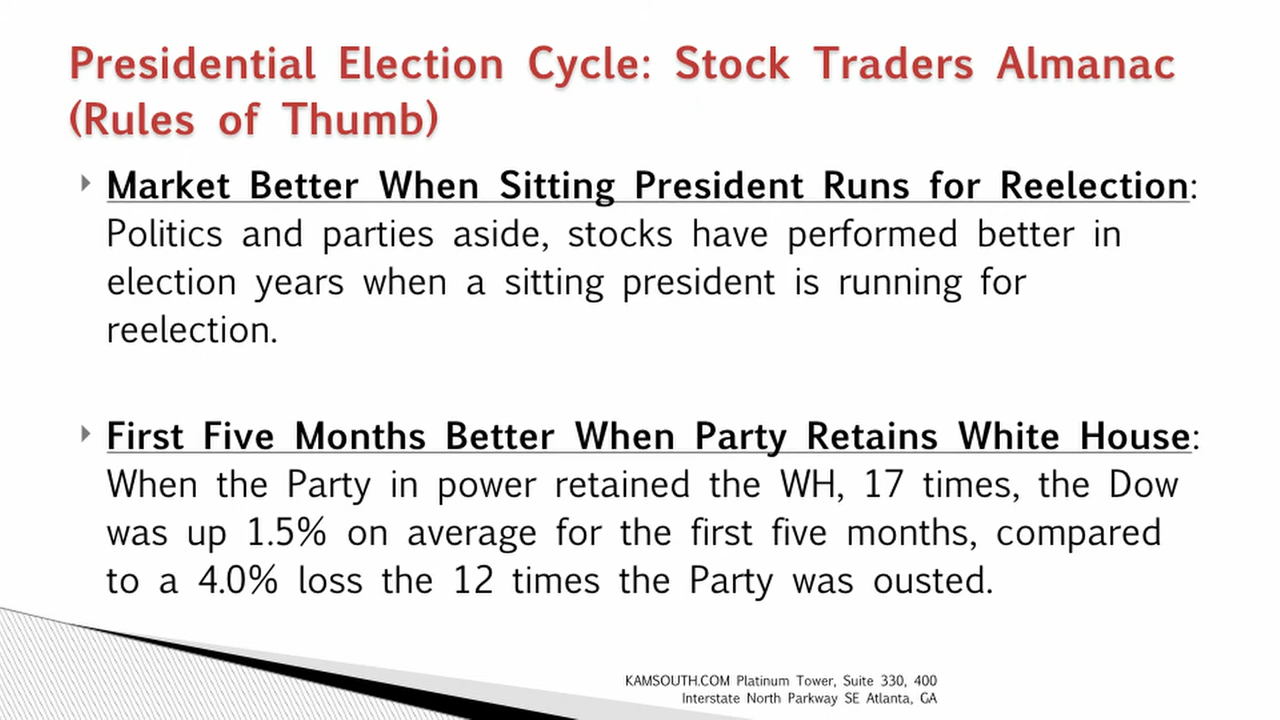 Presidential Election Cycle: Stock Traders Almanac
(Rules of Thumb)
Market Better When Sitting President Runs for Reelection:
Politics and parties aside, stocks have performed better in
election years when a sitting president is running for
reelection.
First Five Months Better When Party Retains White House:
When the Party in power retained the WH, 17 times, the Dow
was up 1.5% on average for the first five months, compared
to a 4.0% loss the 12 times the Party was ousted.
KAMSOUTH.COM Platinum Tower, Suite 330, 400
Interstate North Parkway SE Atlanta, GA